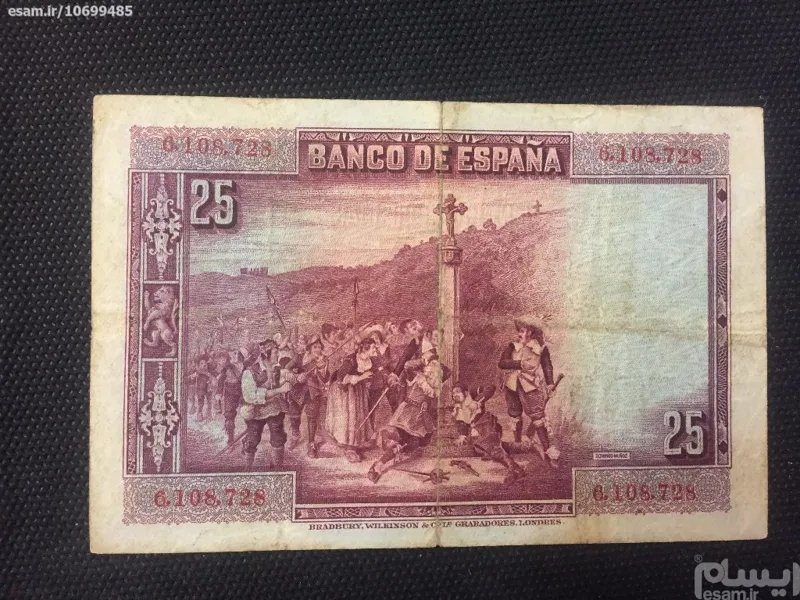 esam.ir/10699485
6.108,728 6.108,728
BANCO DE ESPAÑA
25
25
6.108,728 6.108,728
BRADBURY, WILKINSON & Cº Lº GRABADORES, LONDRES.
ایسام
esam.ir